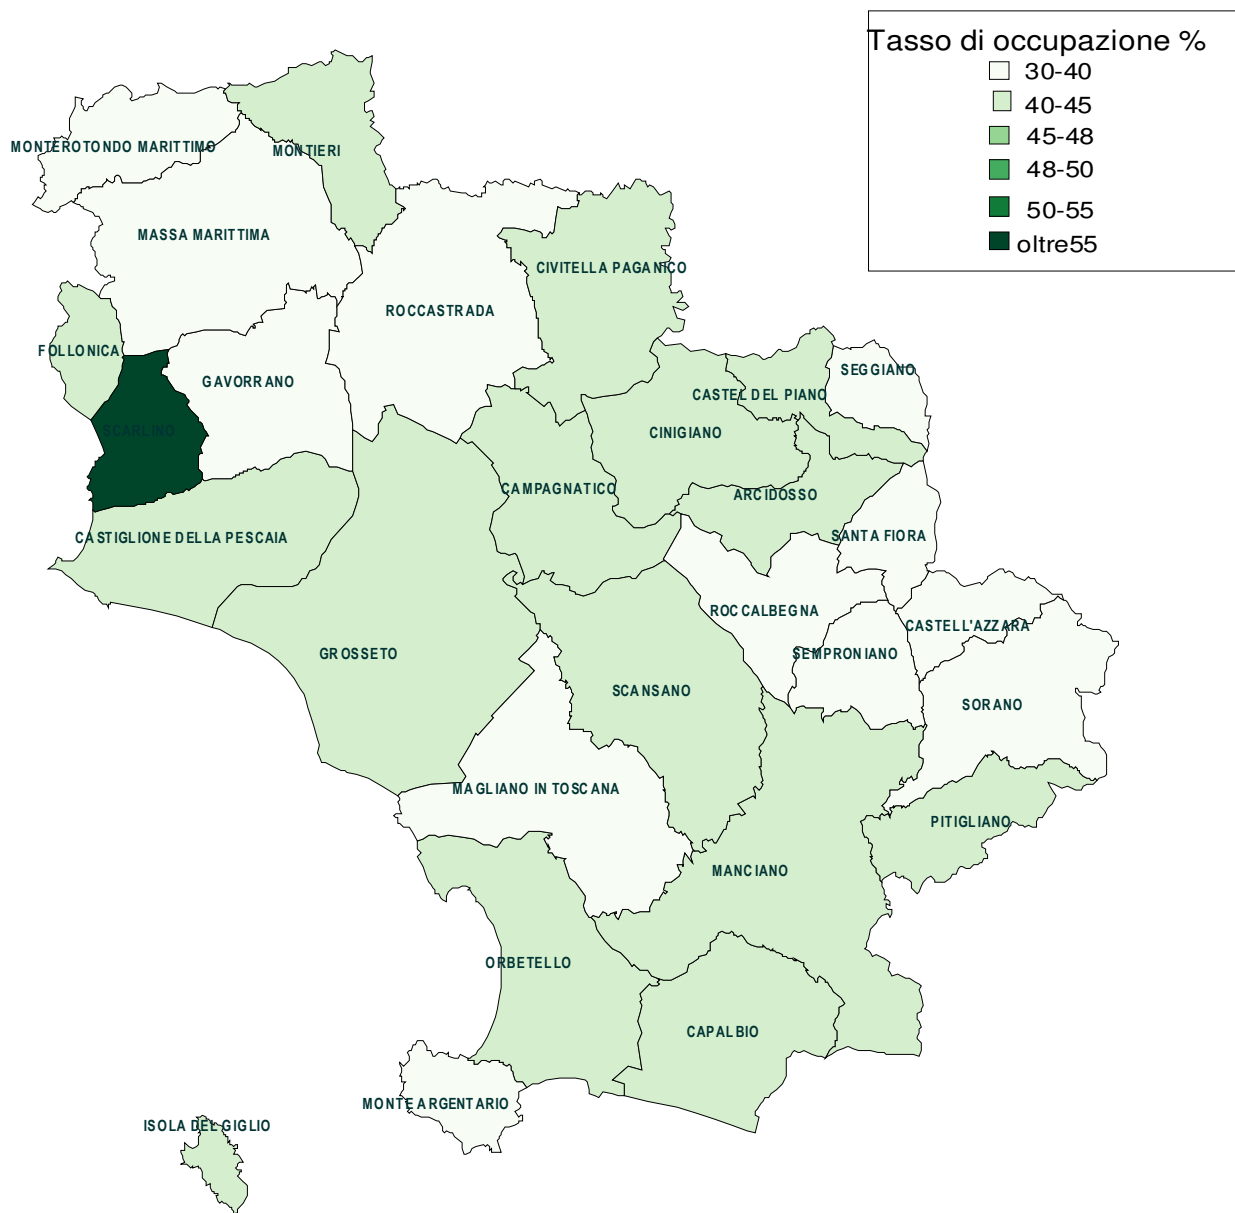 Tasso di occupazione %
30-40
40-45
45-48
48-50
50-55
oltre55
MONTEROTONDO MARITTIMO
MONTIERI
MASSA MARITTIMA
CIVITELLA PAGANICO
ROCCASTRADA
FOLLONICA
GAVORRANO
SEGGIANO
CASTEL DEL PIANO
SCARLINO
CINIGIANO
CAMPAGNATICO
ARCIDOSSO
CASTIGLIONE DELLA PESCAIA
SANTA FIORA
ROCCALBEGNA
CASTELL'AZZARA
GROSSETO
SEMPRONIANO
SCANSANO
SORANO
MAGLIANO IN TOSCANA
PITIGLIANO
MANCIANO
ORBETELLO
CAPALBIO
MONTE ARGENTARIO
ISOLA DEL GIGLIO